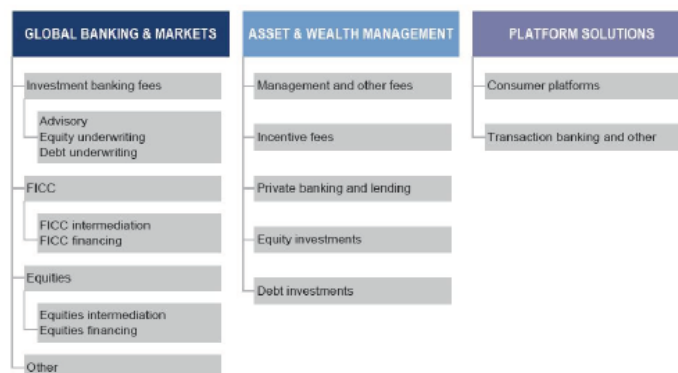 GLOBAL BANKING & MARKETS
Investment banking fees
Advisory
Equity underwriting
Debt underwriting
FICC
FICC intermediation
FICC financing
Equities
Equities intermediation
Equities financing
Other
ASSET & WEALTH MANAGEMENT
Management and other fees
Incentive fees
Private banking and lending
Equity investments
Debt investments
PLATFORM SOLUTIONS
Consumer platforms
Transaction banking and other